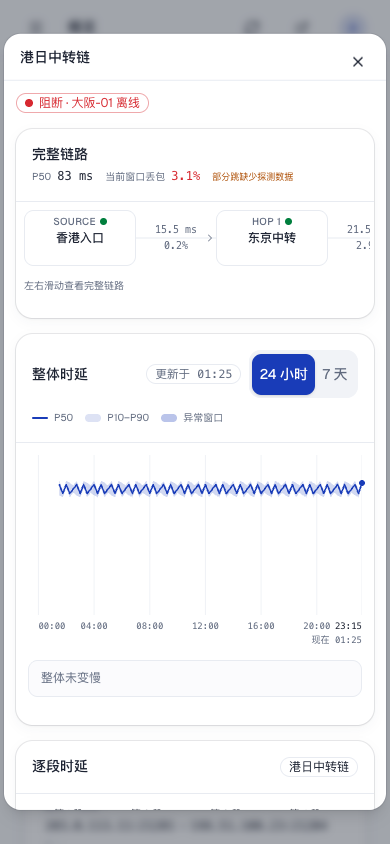 港日中转链
阻断 · 大阪-01 离线
完整链路
P50 83 ms 当前窗口丢包 3.1% 部分跳缺少探测数据
SOURCE
香港入口
15.5 ms
0.2%
HOP 1
东京中转
21.5
2.
左右滑动查看完整链路
整体时延
更新于 01:25
24 小时
7 天
P50 P10–P90 异常窗口
00:00 04:00 08:00 12:00 16:00 20:00 23:15
现在 01:25
整体未变慢
逐段时延
港日中转链